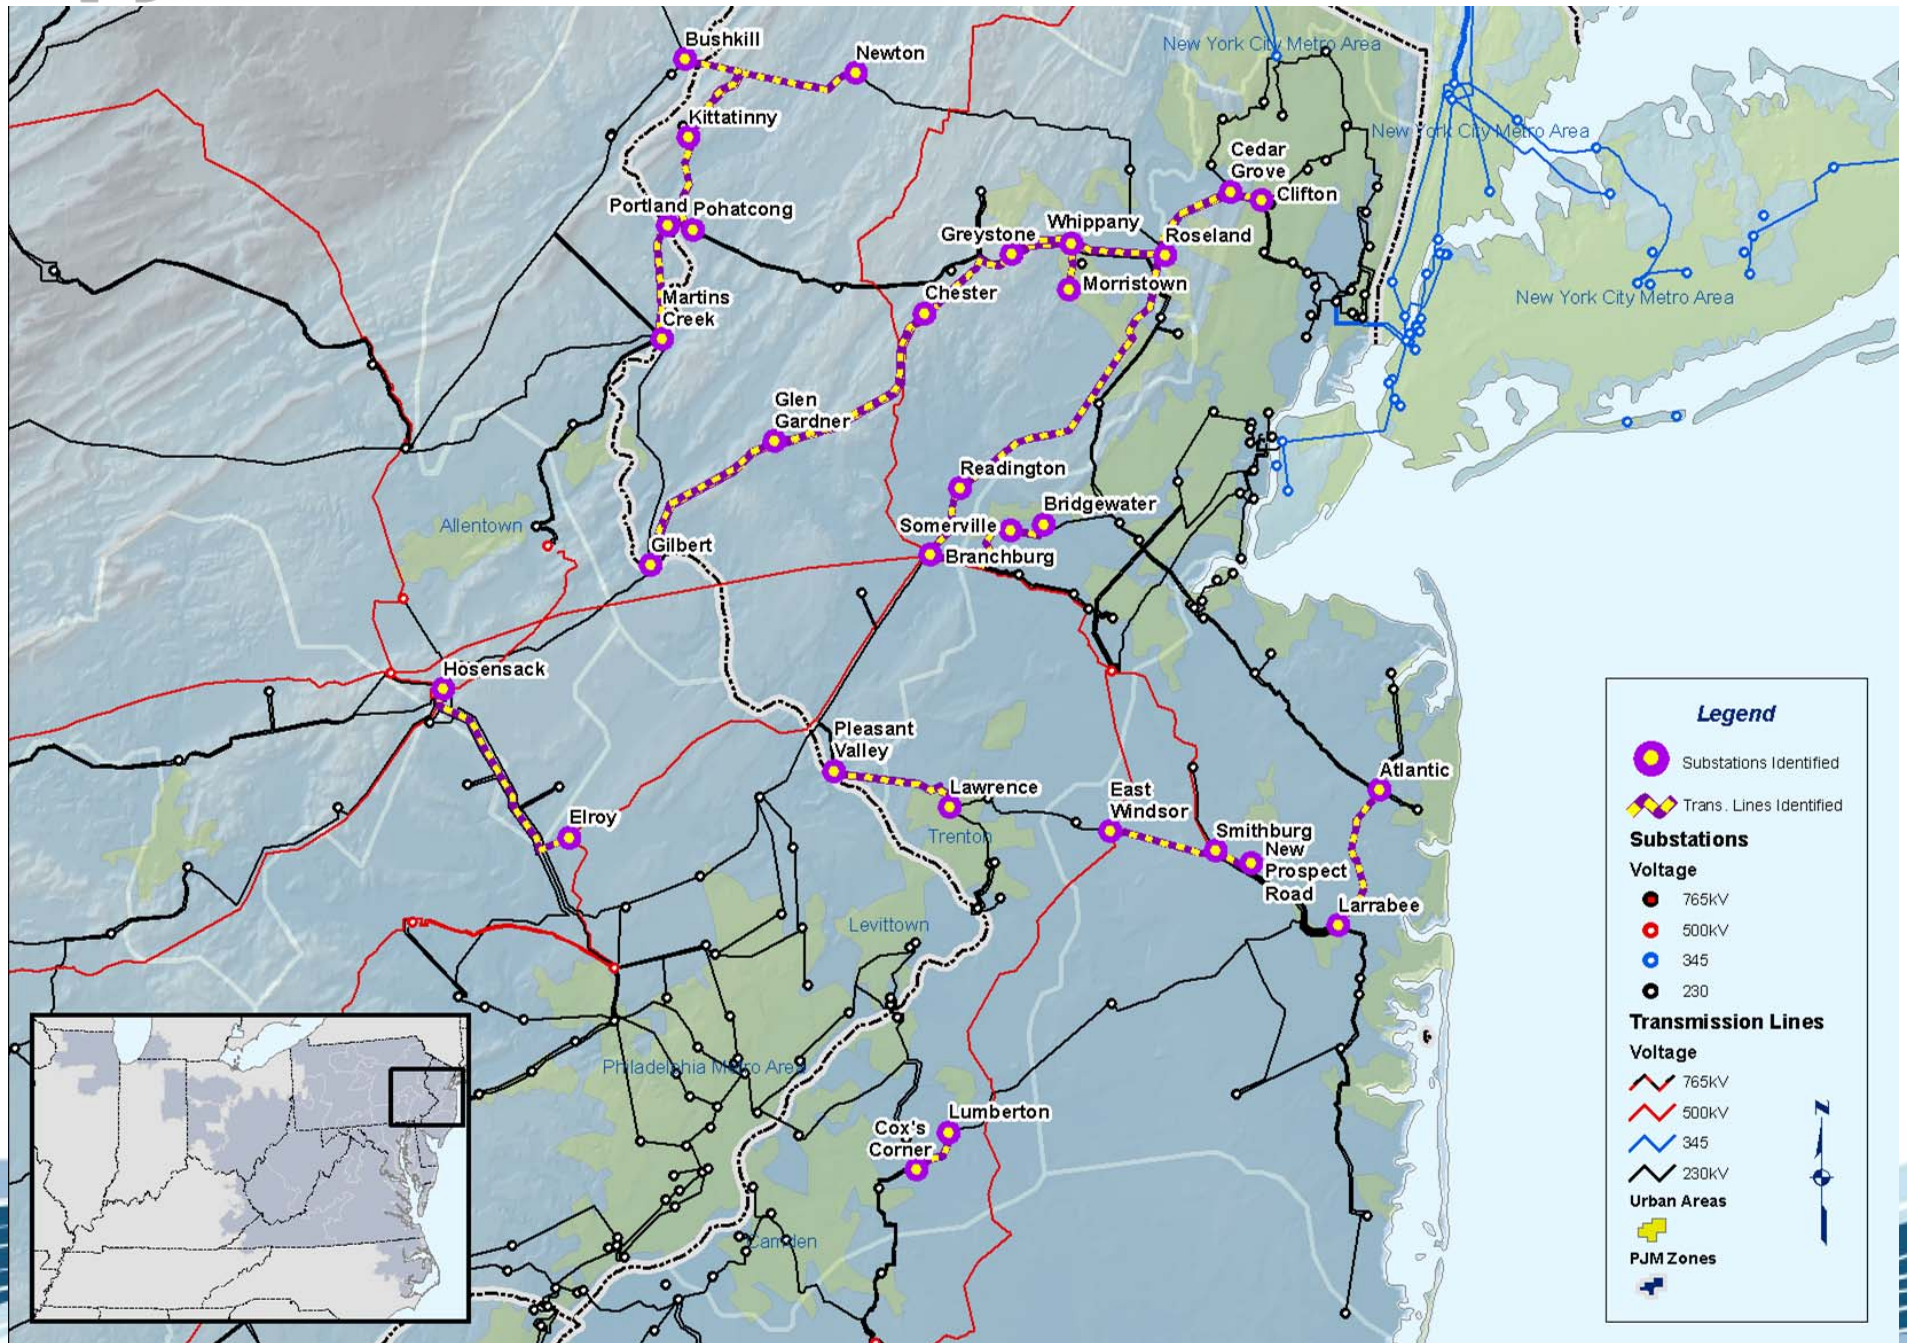 Bushkill
Newton
New York City Metro Area
Kittatinny
New York City Metro Area
Cedar
Grove
Clifton
Portland
Pohatcong
Whippany
Greystone
Roseland
Morristown
Chester
New York City Metro Area
Martins
Creek
Glen
Gardner
Readington
Bridgewater
Somerville
Allentown
Gilbert
Branchburg
Hosensack
Pleasant
Valley
Lawrence
Trenton
East
Windsor
Atlantic
Elroy
Smithburg
New
Prospect
Road
Larrabee
Levittown
Philadelphia Metro Area
Lumberton
Cox's
Corner
Camden
Legend
Substations Identified
Trans. Lines Identified
Substations
Voltage
765kV
500kV
345
230
Transmission Lines
Voltage
765kV
500kV
345
230kV
Urban Areas
PJM Zones
N